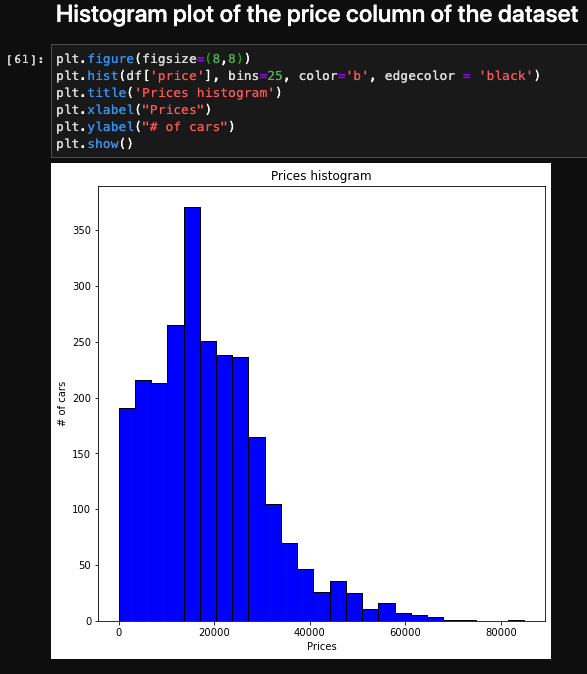 Histogram plot of the price column of the dataset
[61]:
plt.figure(figsize=(8,8))
plt.hist(df['price'], bins=25, color='b', edgecolor = 'black')
plt.title('Prices histogram')
plt.xlabel("Prices")
plt.ylabel("# of cars")
plt.show()
Prices histogram
350
300
250
200
150
100
50
0
# of cars
0 20000 40000 60000 80000
Prices